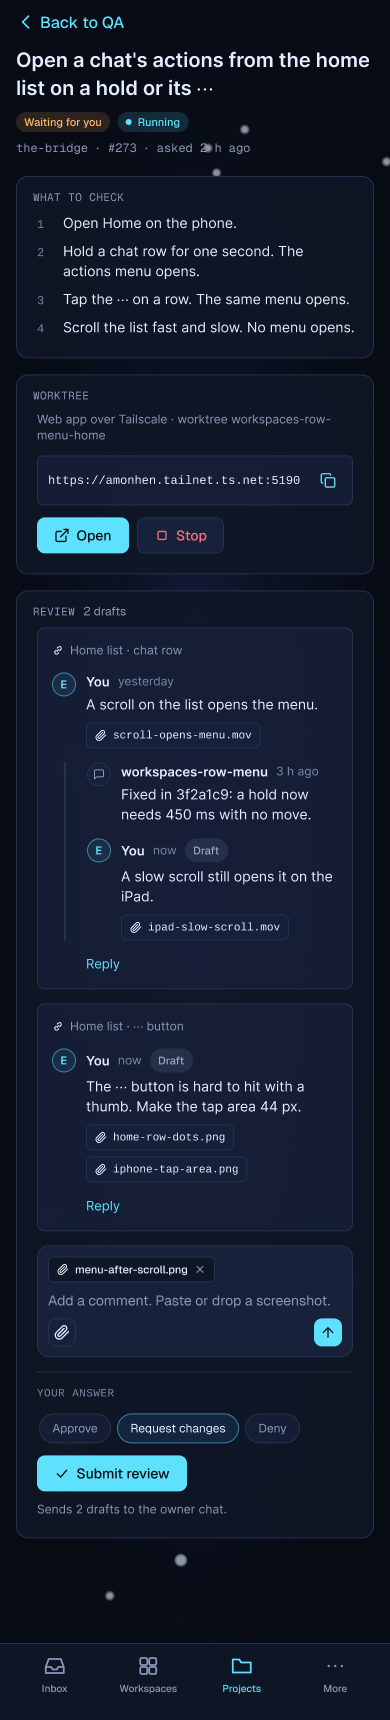 Back to QA
Open a chat's actions from the home
list on a hold or its ···
Waiting for you
Running
the-bridge · #273 · asked 2 h ago
WHAT TO CHECK
1 Open Home on the phone.
2 Hold a chat row for one second. The
actions menu opens.
3 Tap the ··· on a row. The same menu opens.
4 Scroll the list fast and slow. No menu opens.
WORKTREE
Web app over Tailscale · worktree workspaces-row-
menu-home
https://amonhen.tailnet.ts.net:5190
Open
Stop
REVIEW 2 drafts
Home list · chat row
E You yesterday
A scroll on the list opens the menu.
scroll-opens-menu.mov
workspaces-row-menu 3 h ago
Fixed in 3f2a1c9: a hold now
needs 450 ms with no move.
E You now Draft
A slow scroll still opens it on the
iPad.
ipad-slow-scroll.mov
Reply
Home list · ··· button
E You now Draft
The ··· button is hard to hit with a
thumb. Make the tap area 44 px.
home-row-dots.png
iphone-tap-area.png
Reply
menu-after-scroll.png
Add a comment. Paste or drop a screenshot.
YOUR ANSWER
Approve
Request changes
Deny
Submit review
Sends 2 drafts to the owner chat.
Inbox
Workspaces
Projects
More